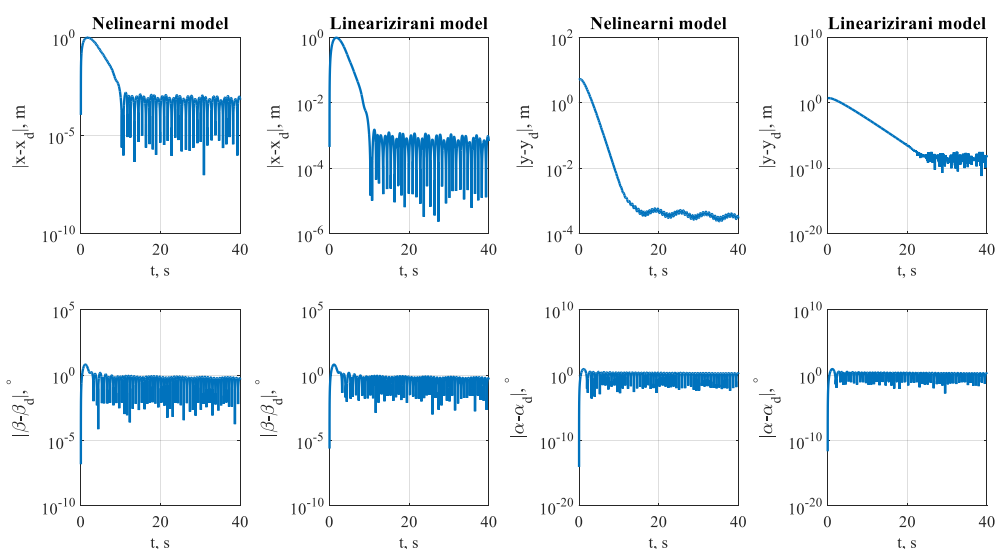 Nelinearni model
10^0
10^-5
10^-10
|x-x_d|, m
0 20 40
t, s
Linearizirani model
10^0
10^-2
10^-4
10^-6
|x-x_d|, m
0 20 40
t, s
Nelinearni model
10^2
10^0
10^-2
10^-4
|y-y_d|, m
0 20 40
t, s
Linearizirani model
10^10
10^0
10^-10
10^-20
|y-y_d|, m
0 20 40
t, s
10^5
10^0
10^-5
10^-10
|β-β_d|, °
0 20 40
t, s
10^5
10^0
10^-5
10^-10
|β-β_d|, °
0 20 40
t, s
10^10
10^0
10^-10
10^-20
|α-α_d|, °
0 20 40
t, s
10^10
10^0
10^-10
10^-20
|α-α_d|, °
0 20 40
t, s